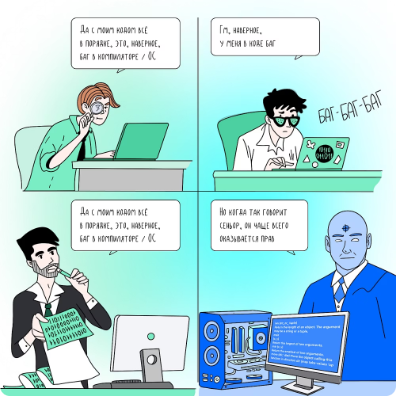 Да с моим кодом всё
в порядке, это, наверное,
баг в компиляторе / ОС
Гм, наверное,
у меня в коде баг
БАГ-БАГ-БАГ
Да с моим кодом всё
в порядке, это, наверное,
баг в компиляторе / ОС
Но когда так говорит
сеньор, он чаще всего
оказывается прав